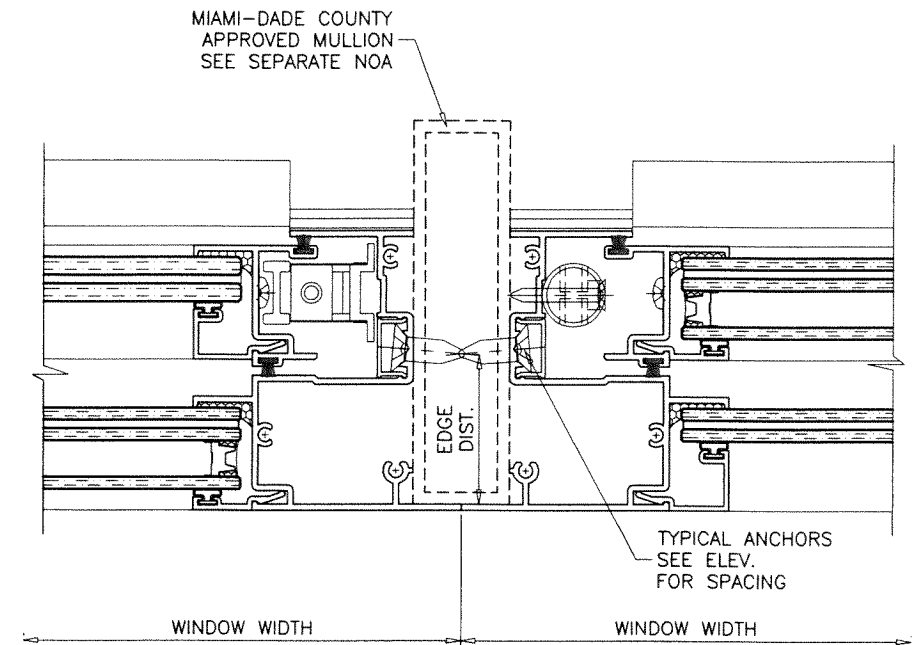 MIAMI-DADE COUNTY
APPROVED MULLION
SEE SEPARATE NOA
EDGE
DIST.
TYPICAL ANCHORS
SEE ELEV.
FOR SPACING
WINDOW WIDTH
WINDOW WIDTH